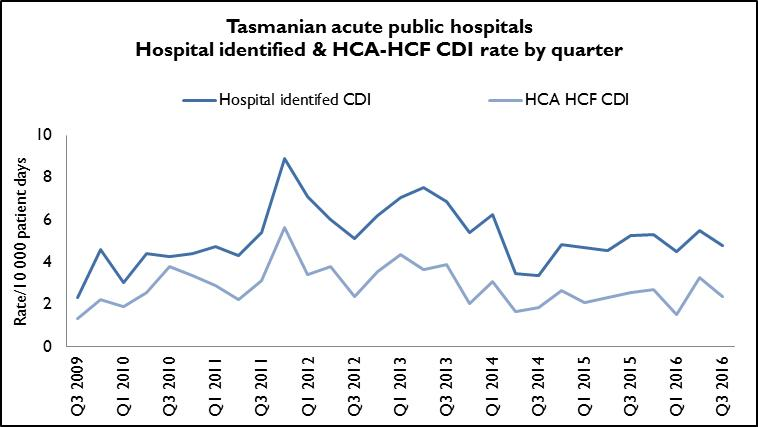 Tasmanian acute public hospitals
Hospital identified & HCA-HCF CDI rate by quarter
Hospital identifed CDI
HCA HCF CDI
Rate/10 000 patient days
10
8
6
4
2
0
Q3 2009
Q1 2010
Q3 2010
Q1 2011
Q3 2011
Q1 2012
Q3 2012
Q1 2013
Q3 2013
Q1 2014
Q3 2014
Q1 2015
Q3 2015
Q1 2016
Q3 2016